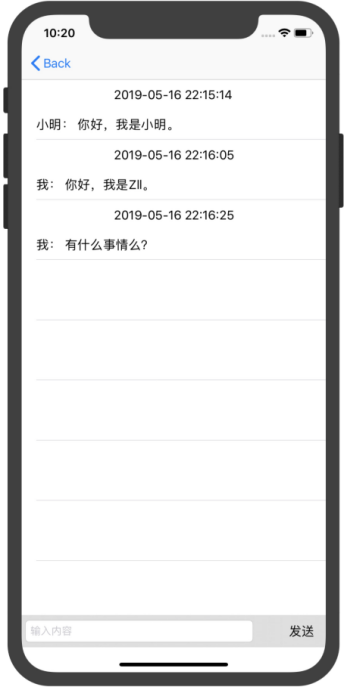 10:20
Back
2019-05-16 22:15:14
小明： 你好，我是小明。
2019-05-16 22:16:05
我： 你好，我是Zll。
2019-05-16 22:16:25
我： 有什么事情么?
输入内容 发送